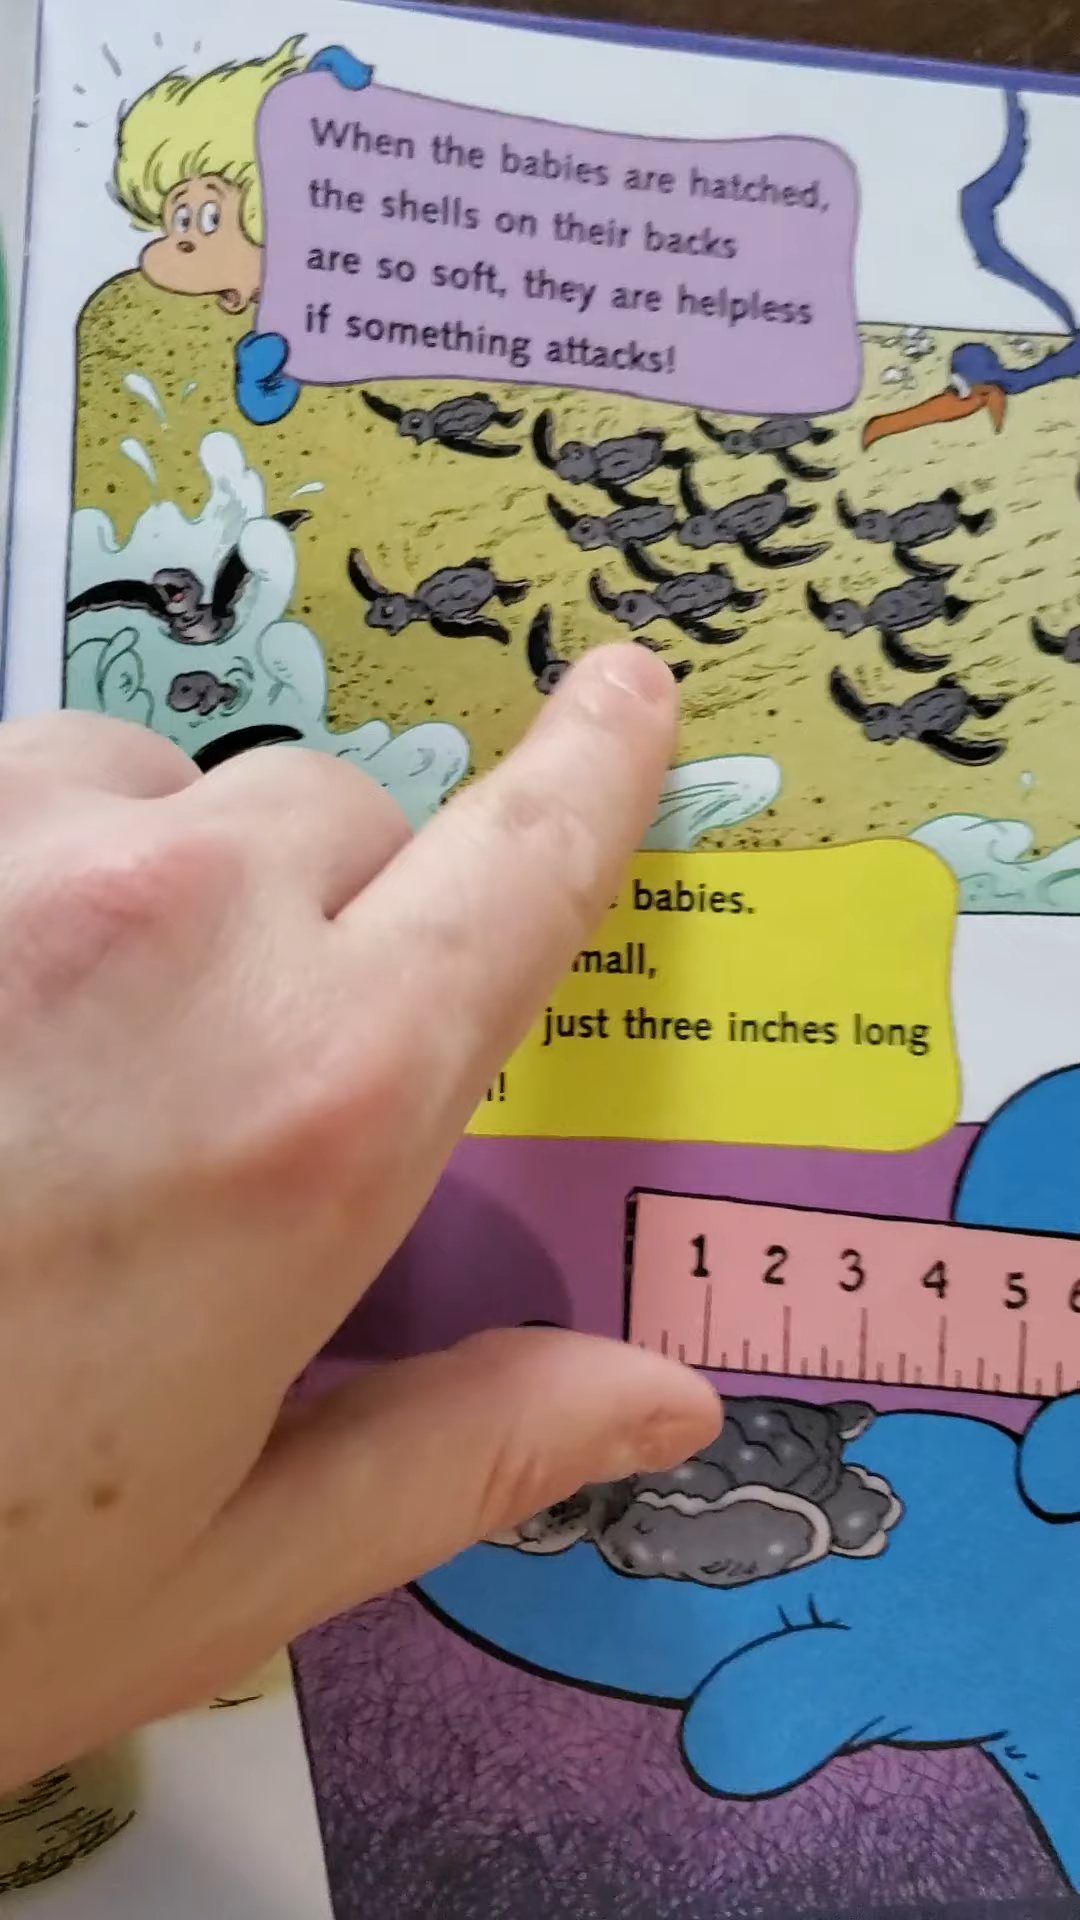 When the babies are hatched,
the shells on their backs
are so soft, they are helpless
if something attacks!
babies.
just three inches long
1 2 3 4 5